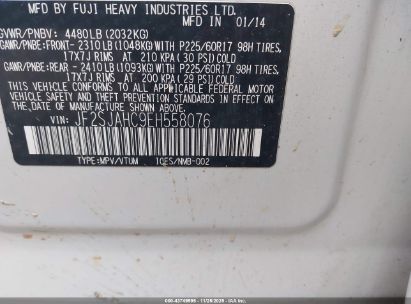 MFD BY FUJI HEAVY INDUSTRIES LTD.
MADE IN JAPAN 01/14
GVWR/PNBV: 4480LB (2032KG)
GAWR/PNBE:FRONT- 2310LB(1048KG)WITH P225/60R17 98H TIRES,
17X7J RIMS AT 210 KPA(30 PSI)COLD
GAWR/PNBE:REAR - 2410LB(1093KG)WITH P225/60R17 98H TIRES,
17X7J RIMS AT 200 KPA(29 PSI)COLD
THIS VEHICLE CONFORMS TO ALL APPLICABLE
FEDERAL MOTOR VEHICLE SAFETY
STANDARDS IN EFFECT ON THE DATE OF MANUFACTURE SHOWN ABOVE.
VIN: JF2SJAHC9EH558076
TYPE:MPV/VTUM ICES/NMB-002